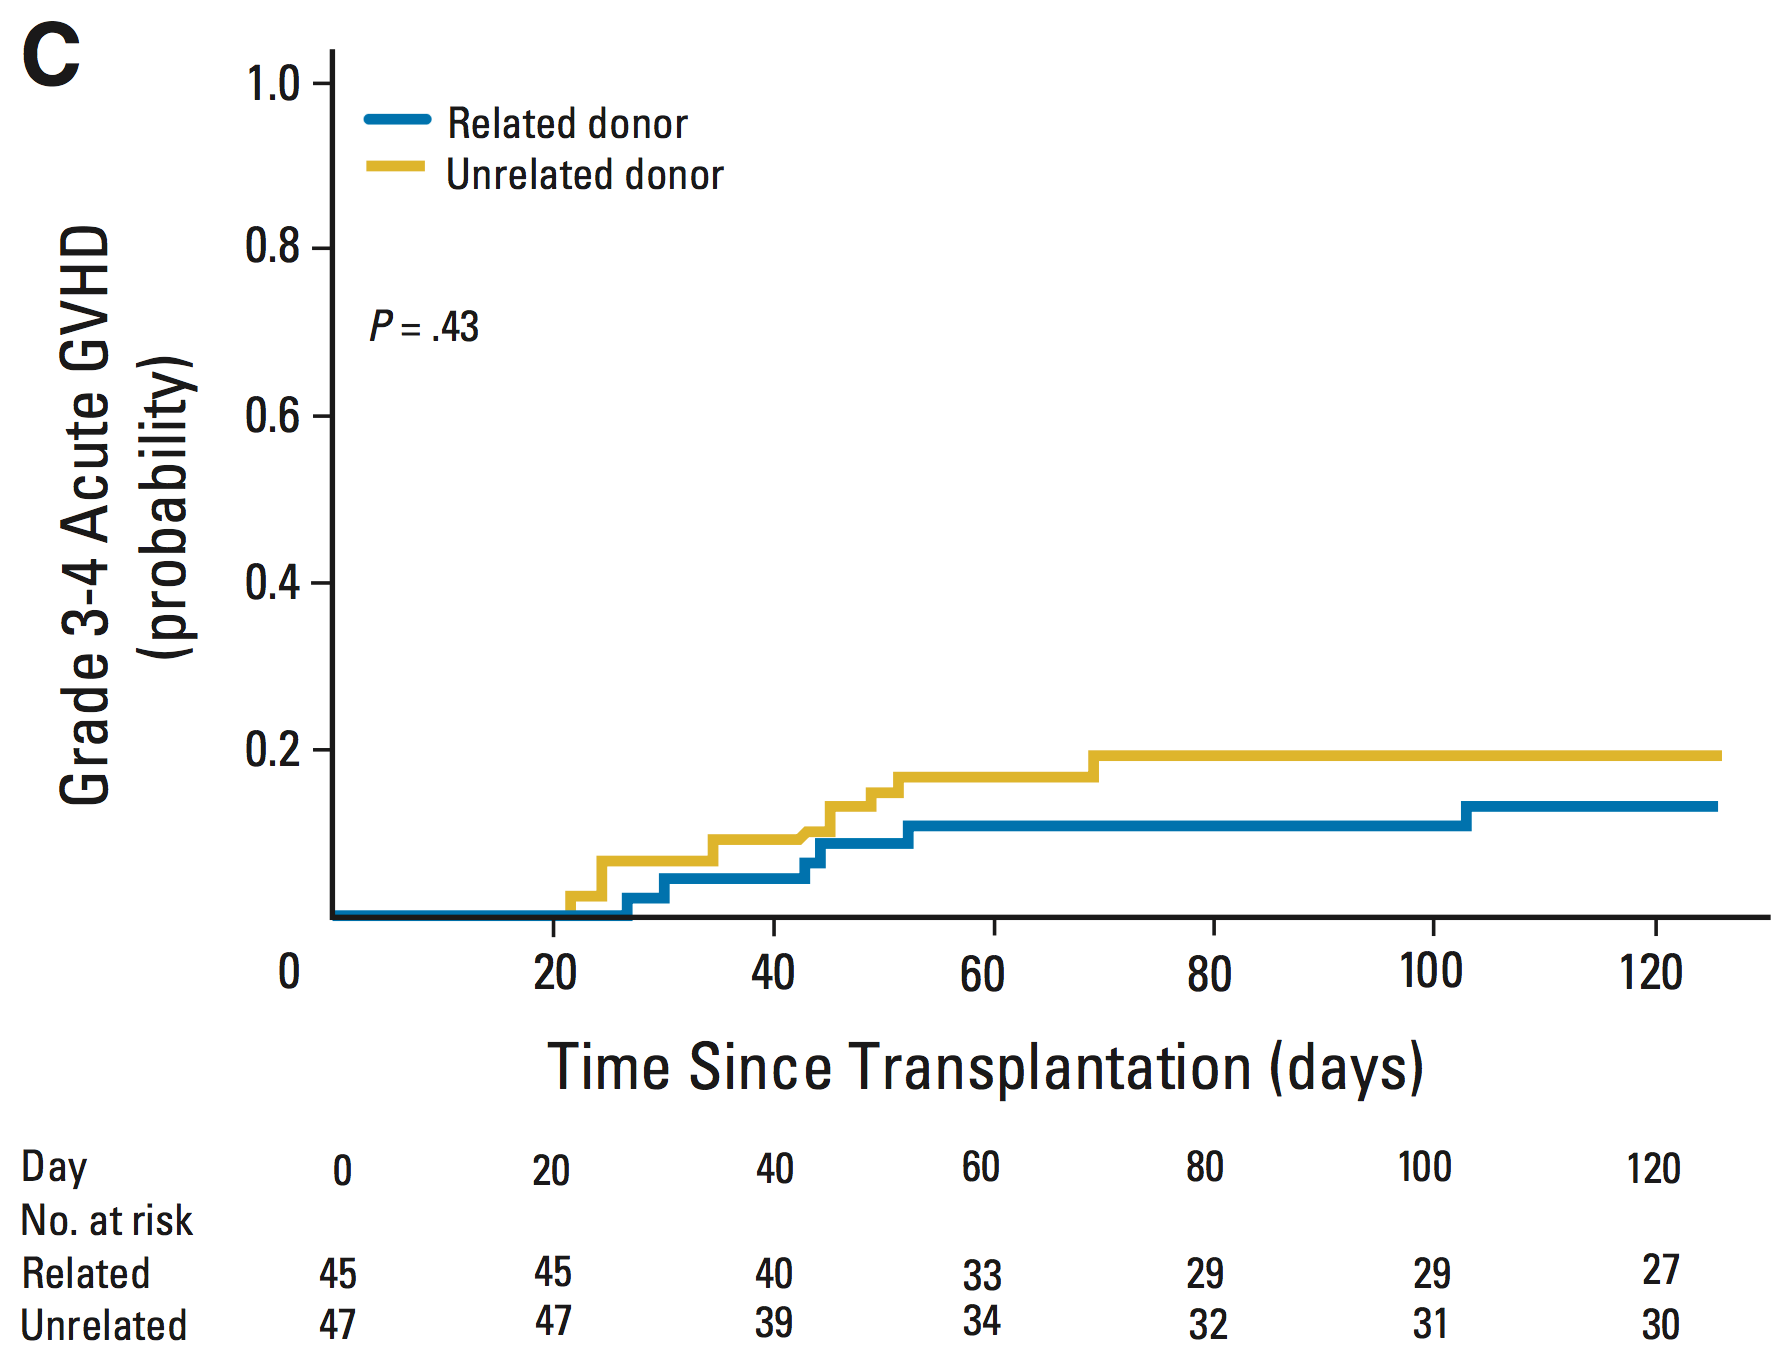 C
1.0
0.8
0.6
0.4
0.2
0
Related donor
Unrelated donor
P = .43
Grade 3-4 Acute GVHD
(probability)
20 40 60 80 100 120
Time Since Transplantation (days)
Day 0 20 40 60 80 100 120
No. at risk
Related 45 45 40 33 29 29 27
Unrelated 47 47 39 34 32 31 30